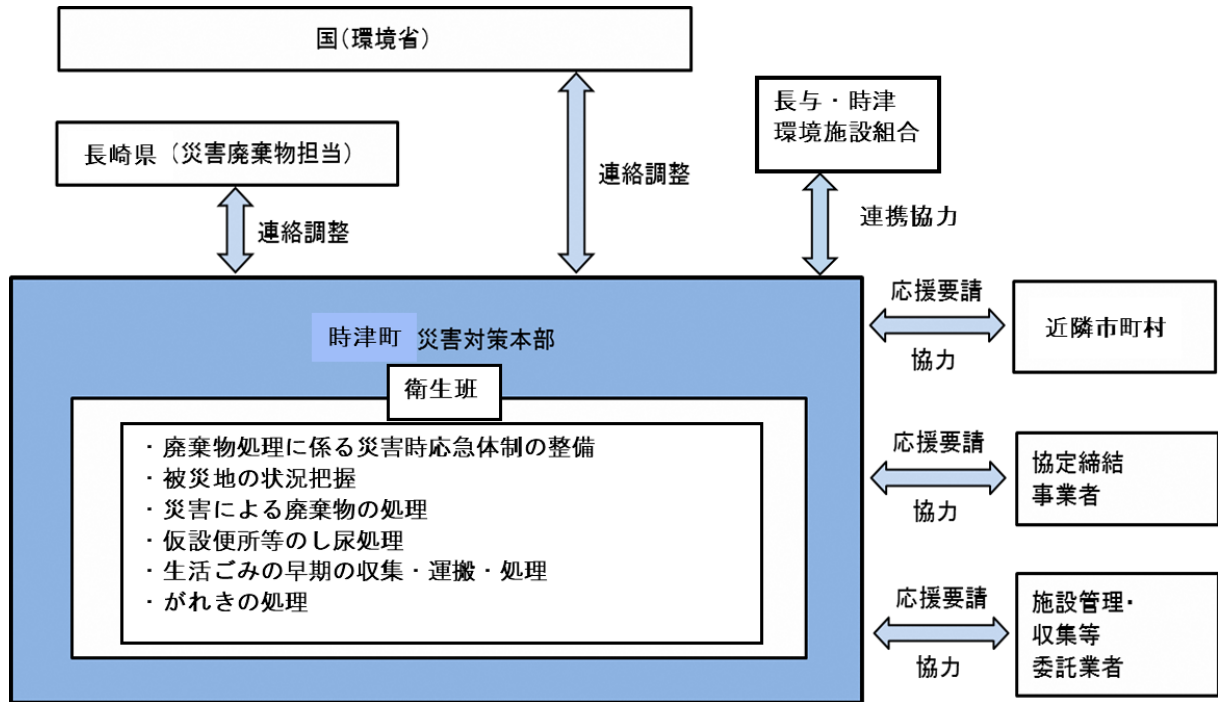 国(環境省)
長与・時津
環境施設組合
長崎県（災害廃棄物担当）
連絡調整
連絡調整
連携協力
時津町 災害対策本部
衛生班
・廃棄物処理に係る災害時応急体制の整備
・被災地の状況把握
・災害による廃棄物の処理
・仮設便所等のし尿処理
・生活ごみの早期の収集・運搬・処理
・がれきの処理
応援要請
協力
近隣市町村
応援要請
協力
協定締結
事業者
応援要請
協力
施設管理・
収集等
委託業者